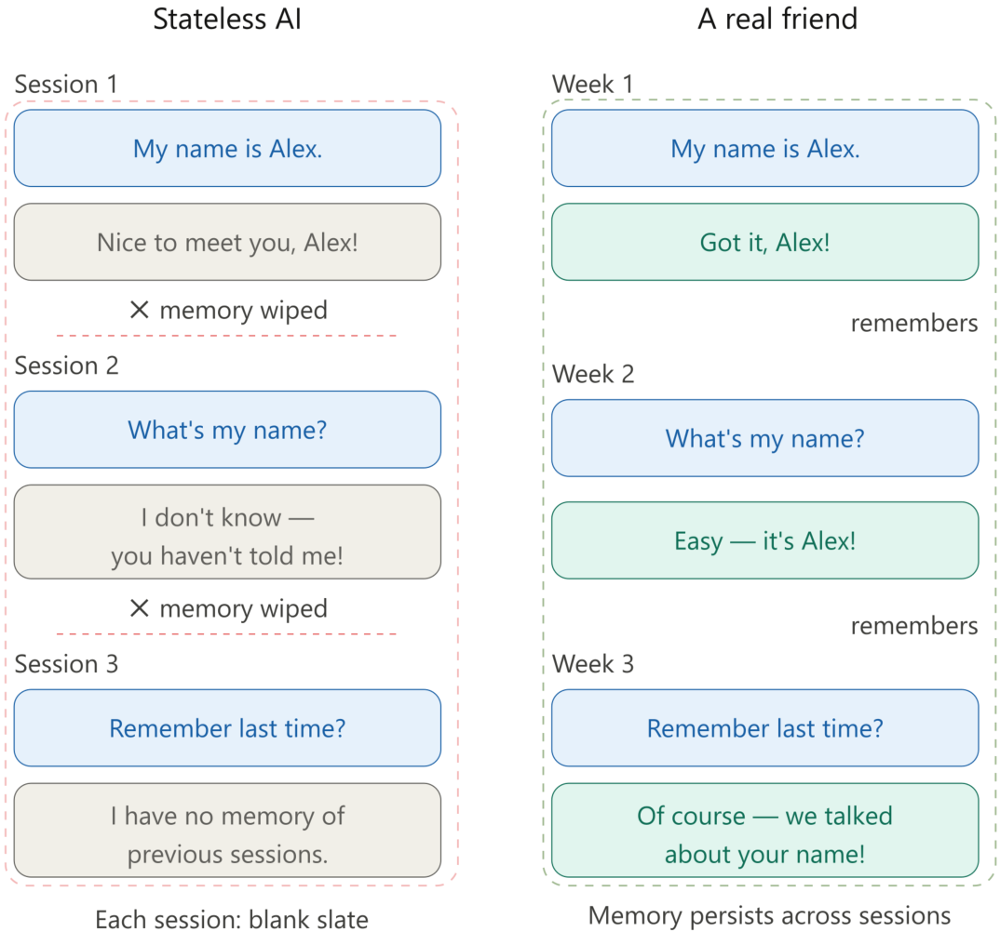 Stateless AI
Session 1
My name is Alex.
Nice to meet you, Alex!
× memory wiped
Session 2
What's my name?
I don't know —
you haven't told me!
× memory wiped
Session 3
Remember last time?
I have no memory of
previous sessions.
Each session: blank slate
A real friend
Week 1
My name is Alex.
Got it, Alex!
remembers
Week 2
What's my name?
Easy — it's Alex!
remembers
Week 3
Remember last time?
Of course — we talked
about your name!
Memory persists across sessions